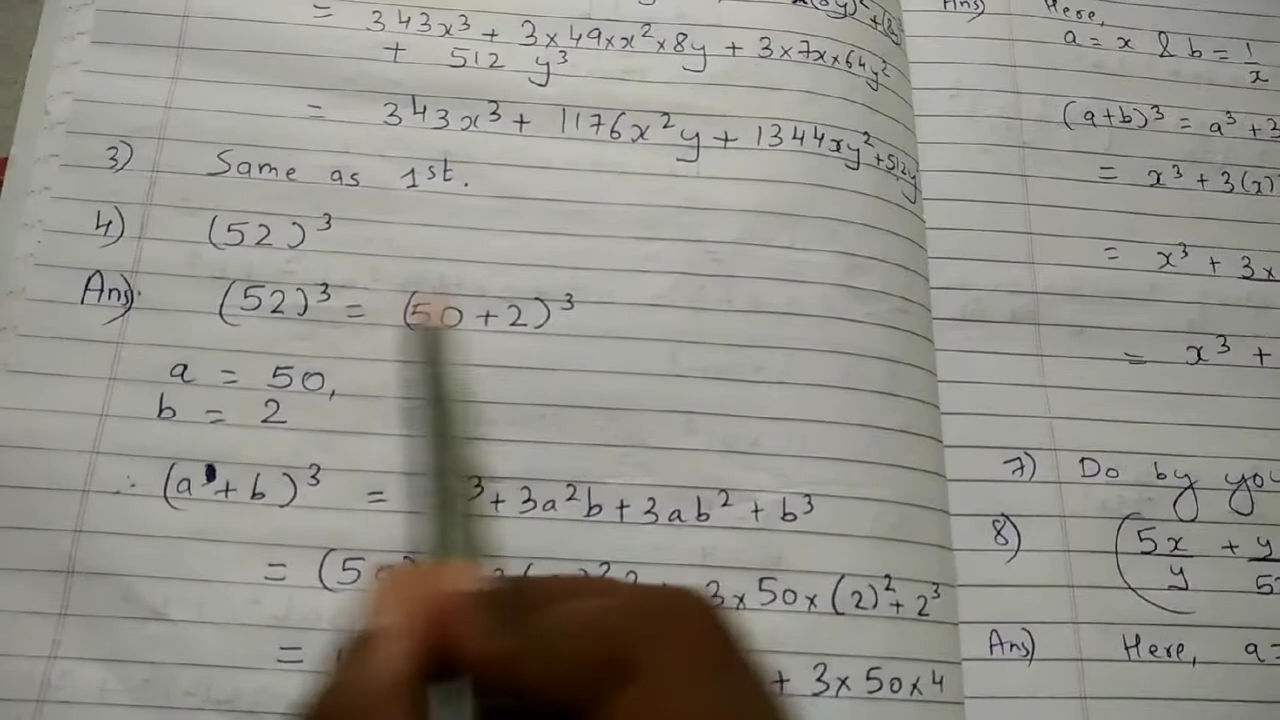 = 343x³ + 3×49×x²×8y + 3×7x×64y²
+ 512 y³
= 343x³ + 1176x²y + 1344xy² + 512y
3) Same as 1st.
4) (52)³
Ans). (52)³ = (50+2)³
a = 50,
b = 2
∴ (a+b)³ = ³+3a²b+3ab²+b³
= (50 3×50×(2)²+2³
= + 3×50×4
Ans) Here,
a = x & b = 1/x
(a+b)³ = a³ +
= x³ + 3(x)
= x³ + 3×
= x³ +
7) Do by you
8) (5x/y + y/5
Ans) Here, a=